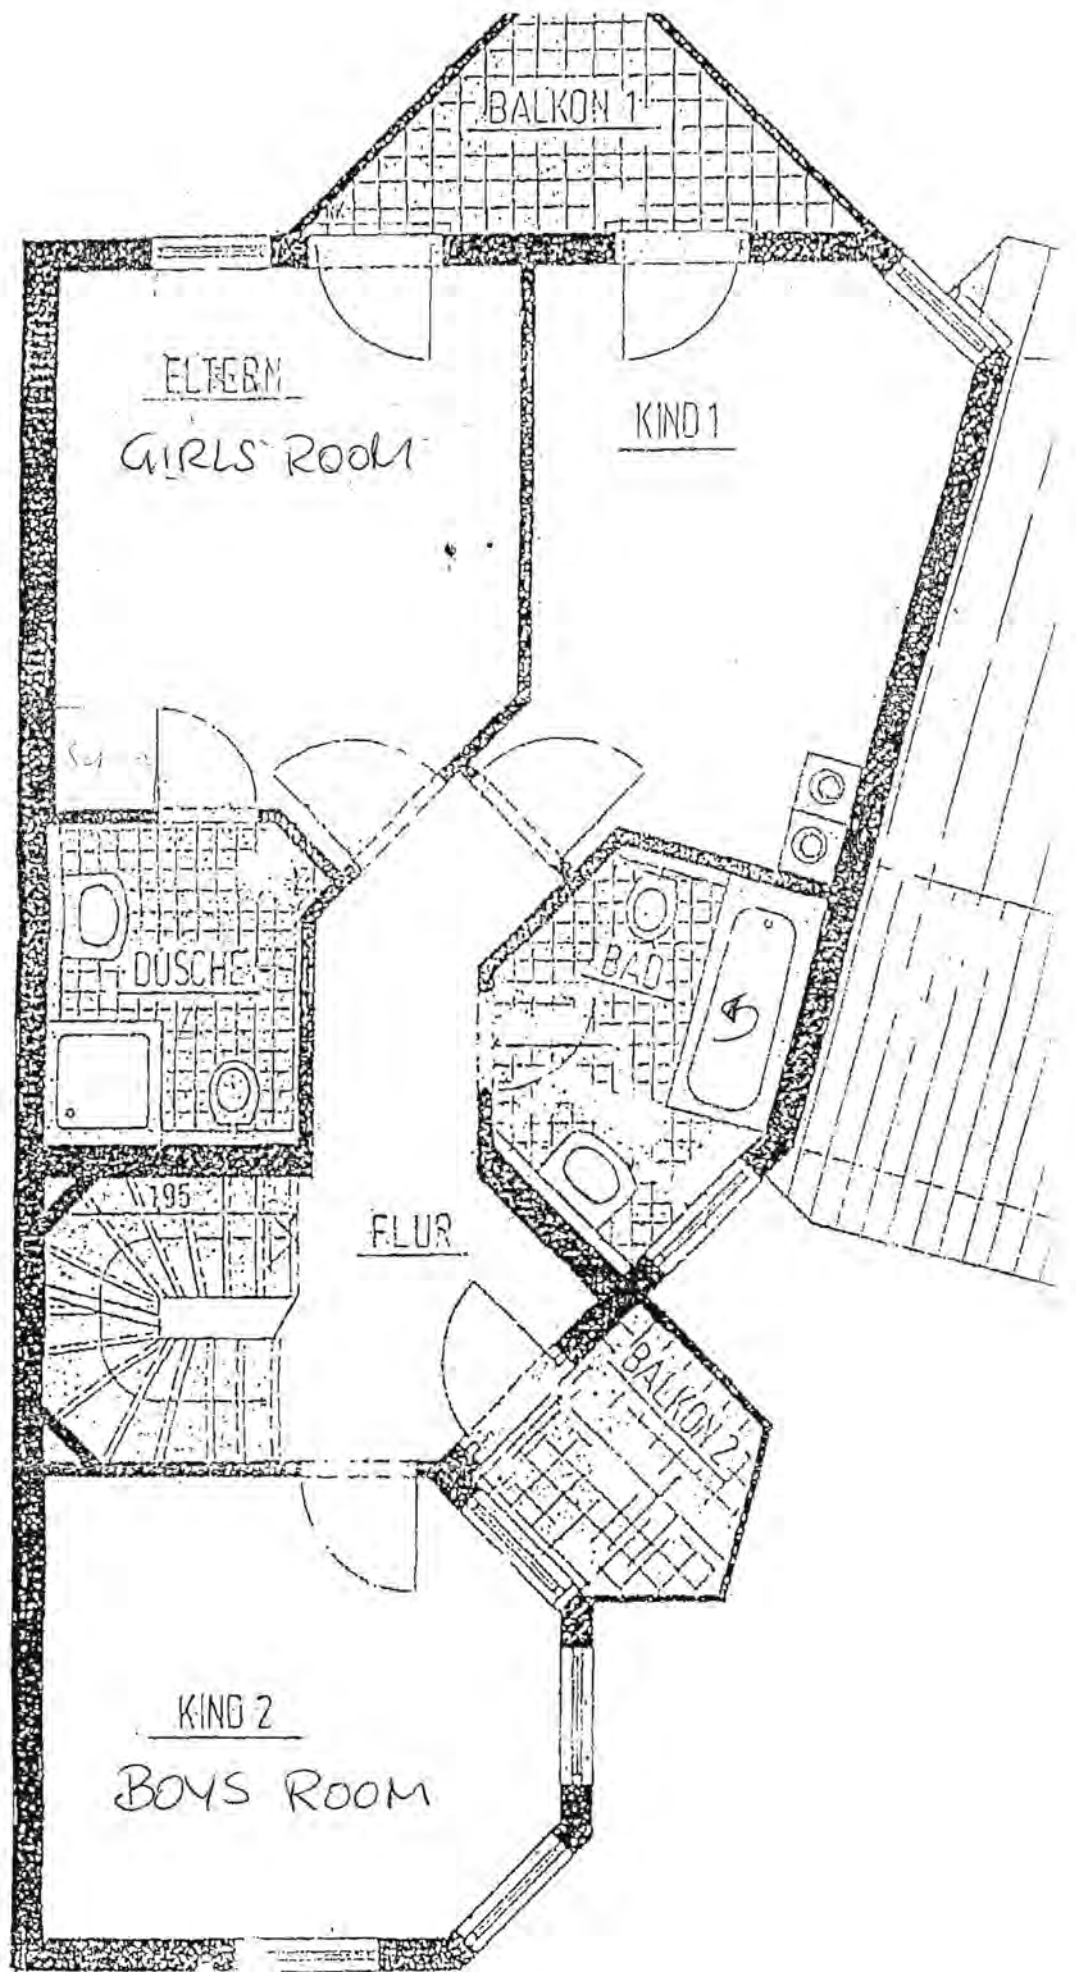 BALKON 1
ELTERN
GIRLS ROOM
KIND 1
DUSCHE
BAD
195
FLUR
BALKON 2
KIND 2
BOYS ROOM